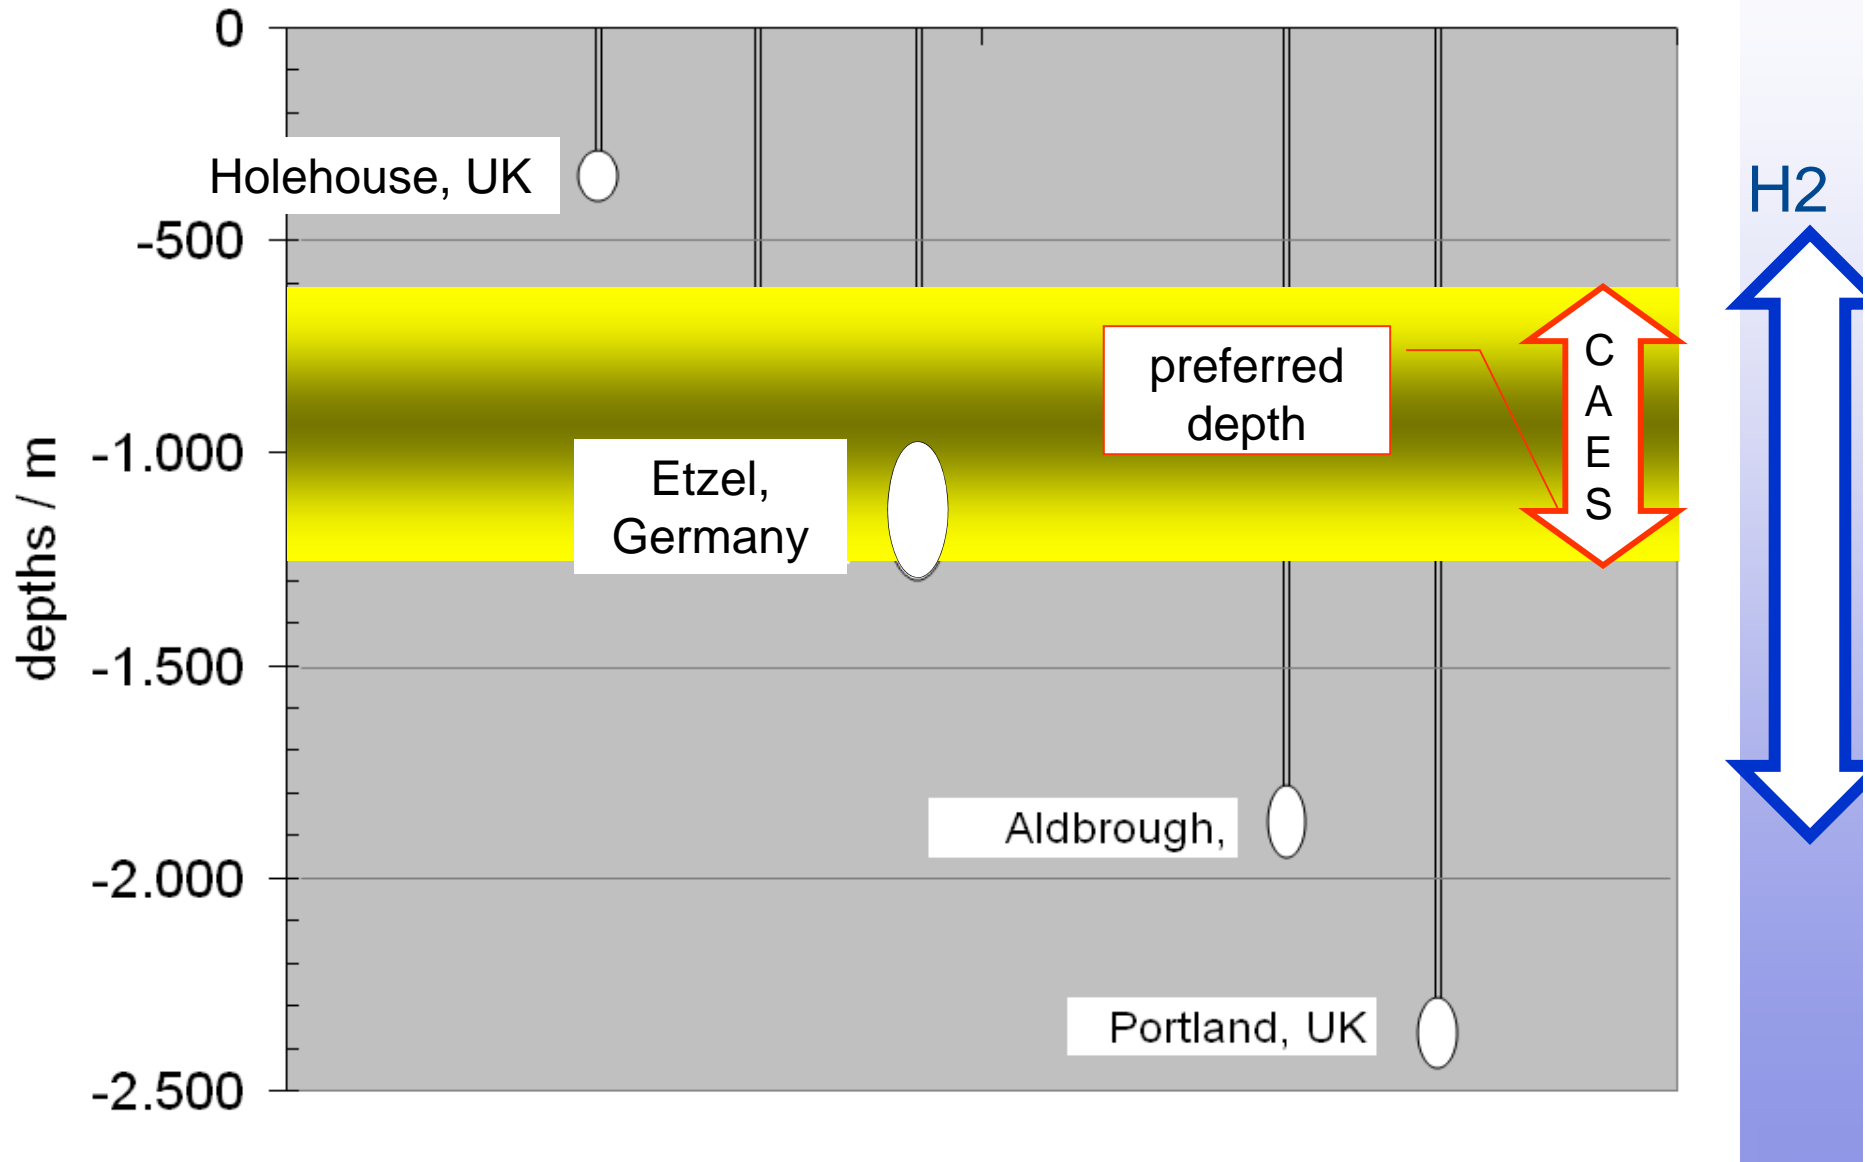 0
Holehouse, UK
H2
-500
preferred
depth
C
A
E
S
-1.000
Etzel,
Germany
depths / m
-1.500
Aldbrough,
-2.000
Portland, UK
-2.500